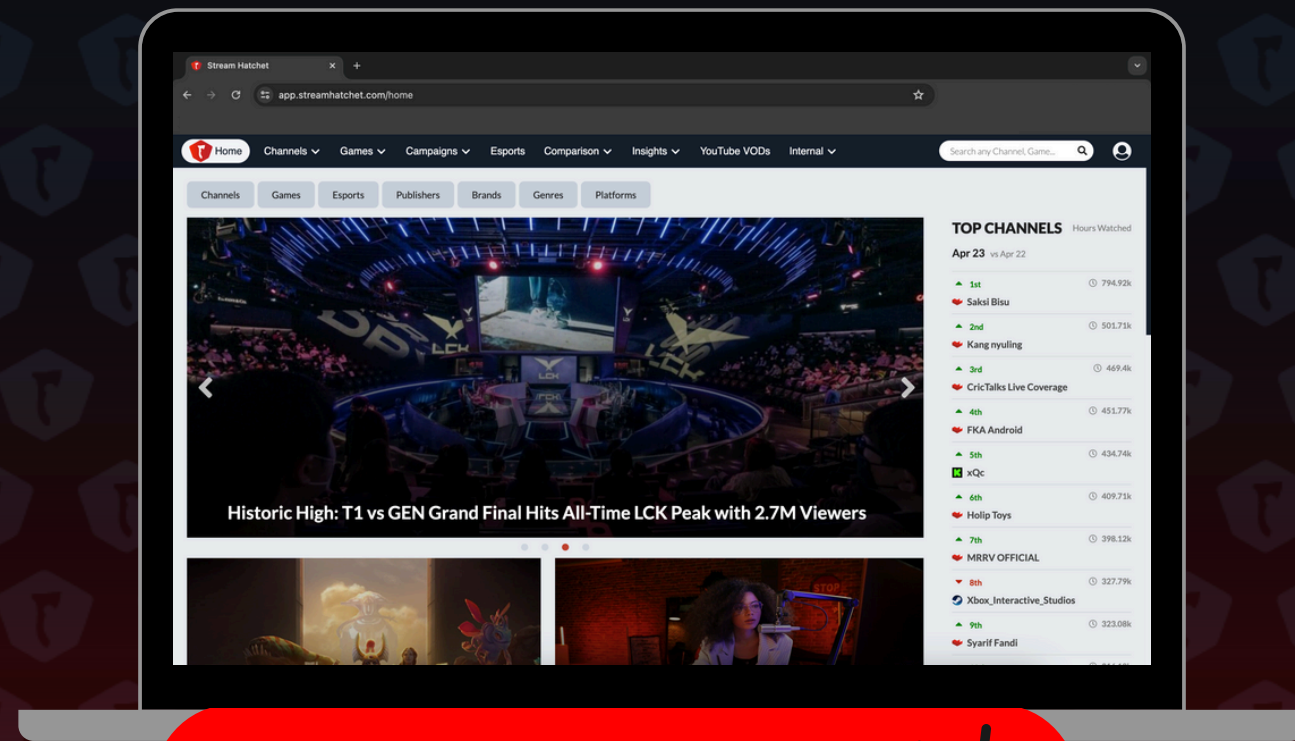 Stream Hatchet
app.streamhatchet.com/home
Home Channels Games Campaigns Esports Comparison Insights YouTube VODs Internal Search any Channel, Game...
Channels Games Esports Publishers Brands Genres Platforms
TOP CHANNELS Hours Watched
Apr 23 vs Apr 22
1st 794.92k
Saksi Bisu
2nd 501.71k
Kang nyuling
3rd 469.4k
CricTalks Live Coverage
4th 451.77k
FKA Android
5th 434.74k
xQc
6th 409.71k
Holip Toys
7th 398.12k
MRRV OFFICIAL
8th 327.79k
Xbox_Interactive_Studios
9th 323.08k
Syarif Fandi
LCK
LCK
LCK
Historic High: T1 vs GEN Grand Final Hits All-Time LCK Peak with 2.7M Viewers
STOP